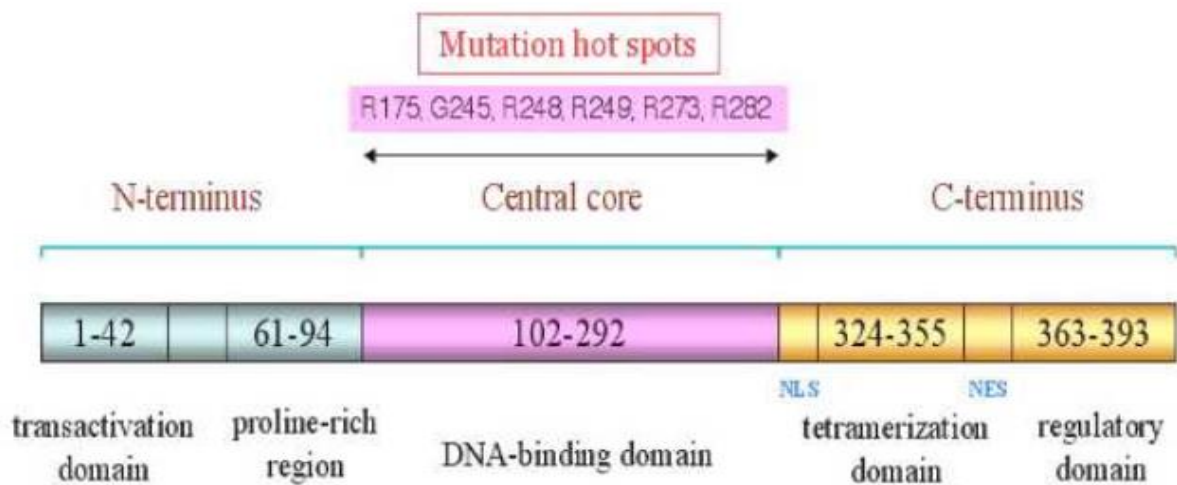 Mutation hot spots
R175, G245, R248, R249, R273, R282
N-terminus Central core C-terminus
1-42 61-94 102-292 324-355 363-393
NLS NES
transactivation domain
proline-rich region
DNA-binding domain
tetramerization domain
regulatory domain